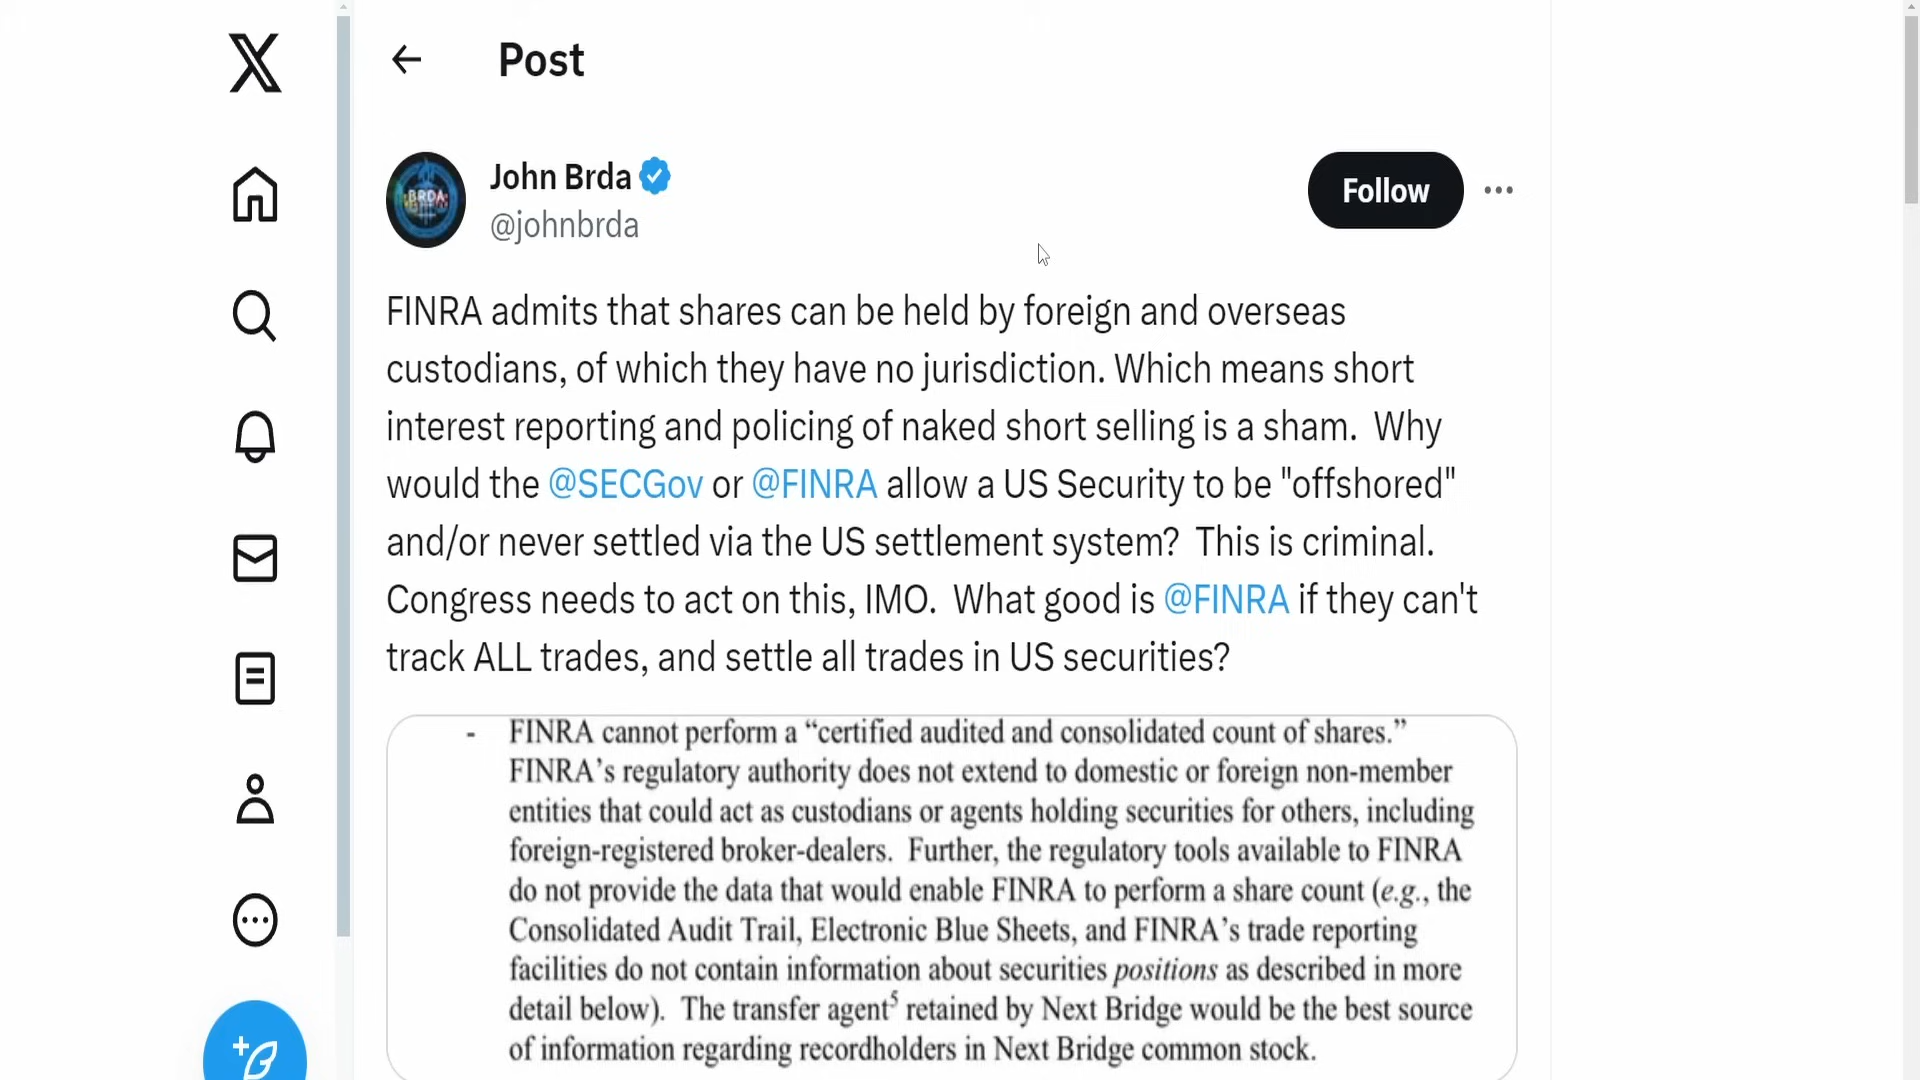 Post
John Brda
@johnbrda
Follow
BRDA
FINRA admits that shares can be held by foreign and overseas
custodians, of which they have no jurisdiction. Which means short
interest reporting and policing of naked short selling is a sham.  Why
would the @SECGov or @FINRA allow a US Security to be "offshored"
and/or never settled via the US settlement system?  This is criminal.
Congress needs to act on this, IMO.  What good is @FINRA if they can't
track ALL trades, and settle all trades in US securities?
- FINRA cannot perform a “certified audited and consolidated count of shares.”
FINRA’s regulatory authority does not extend to domestic or foreign non-member
entities that could act as custodians or agents holding securities for others, including
foreign-registered broker-dealers.  Further, the regulatory tools available to FINRA
do not provide the data that would enable FINRA to perform a share count (e.g., the
Consolidated Audit Trail, Electronic Blue Sheets, and FINRA’s trade reporting
facilities do not contain information about securities positions as described in more
detail below).  The transfer agent⁵ retained by Next Bridge would be the best source
of information regarding recordholders in Next Bridge common stock.